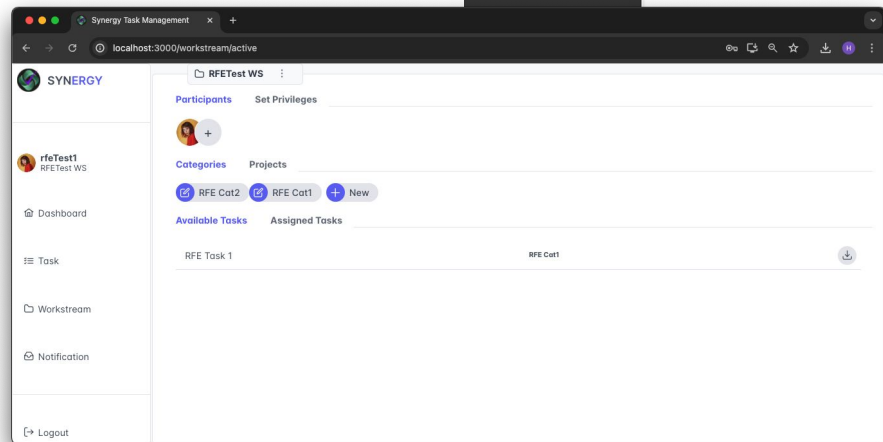 Synergy Task Management
localhost:3000/workstream/active
H
SYNERGY
RFETest WS
Participants Set Privileges
+
rfeTest1
RFETest WS
Categories Projects
RFE Cat2 RFE Cat1 + New
Dashboard
Available Tasks Assigned Tasks
RFE Task 1 RFE Cat1
Task
Workstream
Notification
Logout